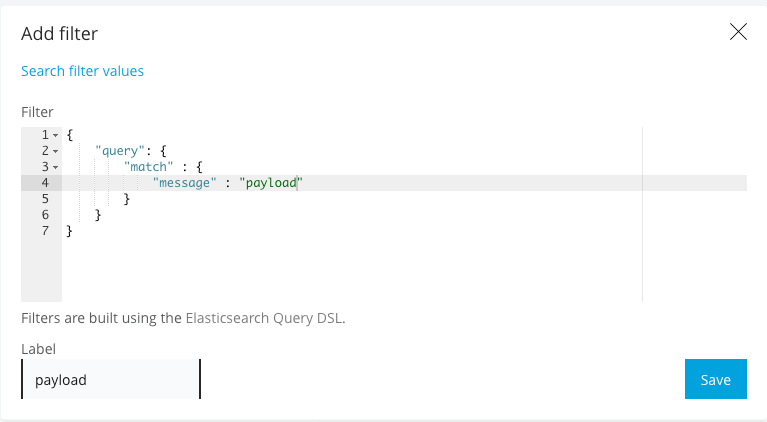 Add filter
Search filter values
Filter
1 {
2 "query": {
3 "match" : {
4 "message" : "payload"
5 }
6 }
7 }
Filters are built using the Elasticsearch Query DSL.
Label
payload
Save